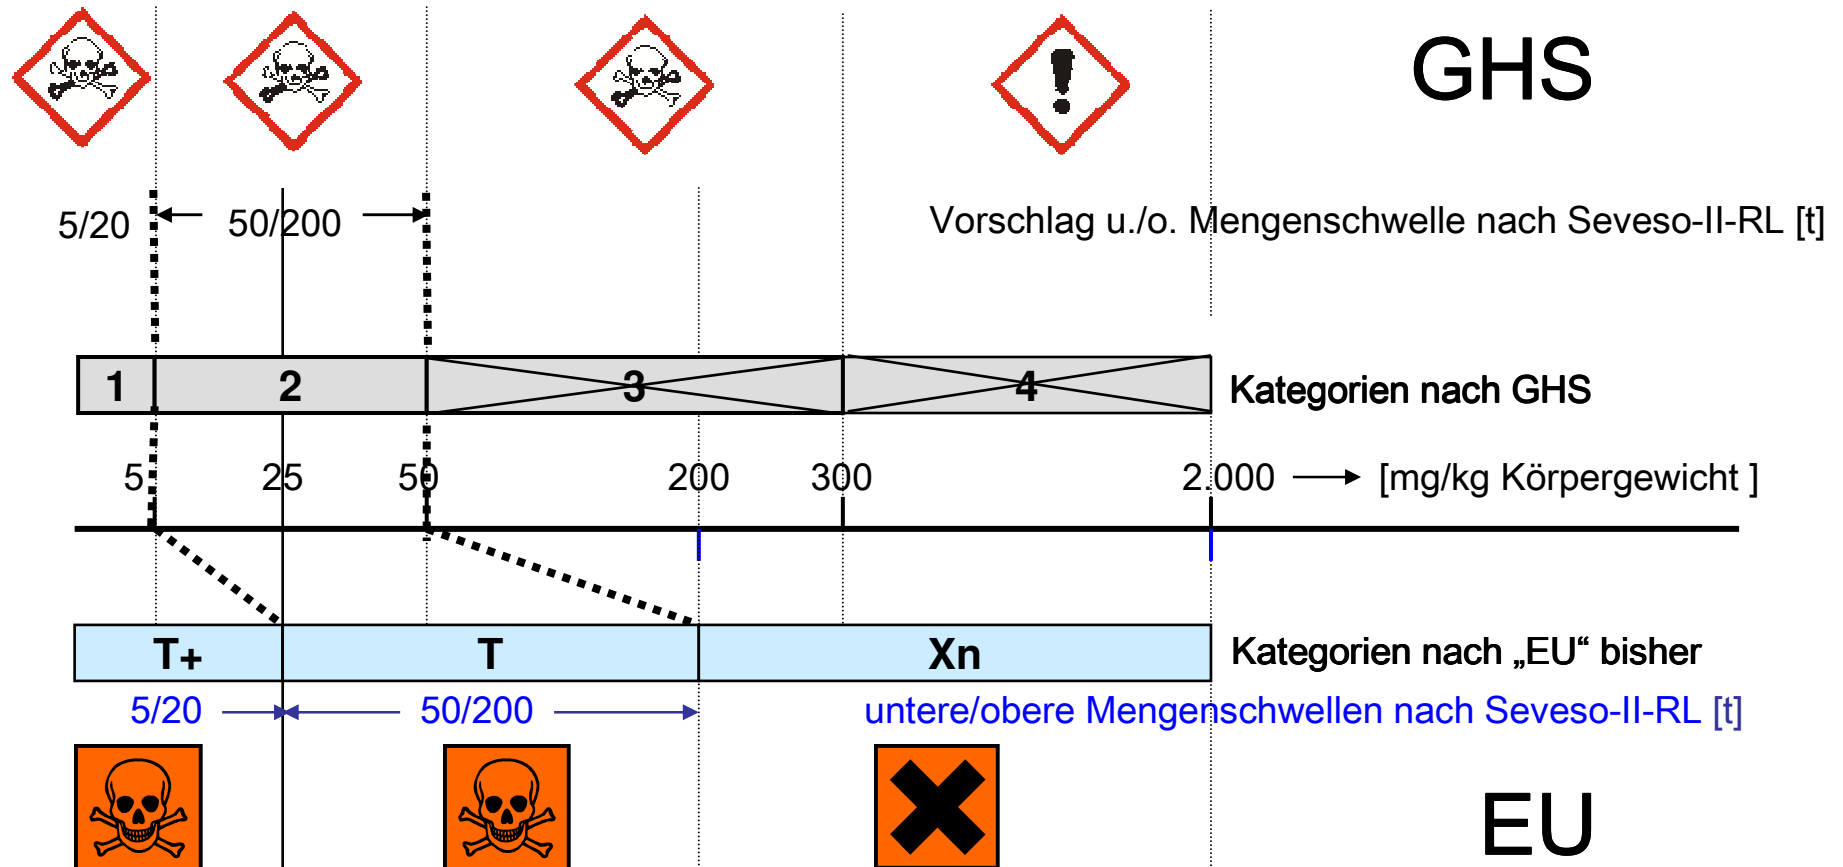 GHS
5/20 50/200 Vorschlag u./o. Mengenschwelle nach Seveso-II-RL [t]
1 2 3 4 Kategorien nach GHS
5 25 50 200 300 2.000 [mg/kg Körpergewicht ]
T+ T Xn Kategorien nach „EU“ bisher
5/20 50/200 untere/obere Mengenschwellen nach Seveso-II-RL [t]
EU